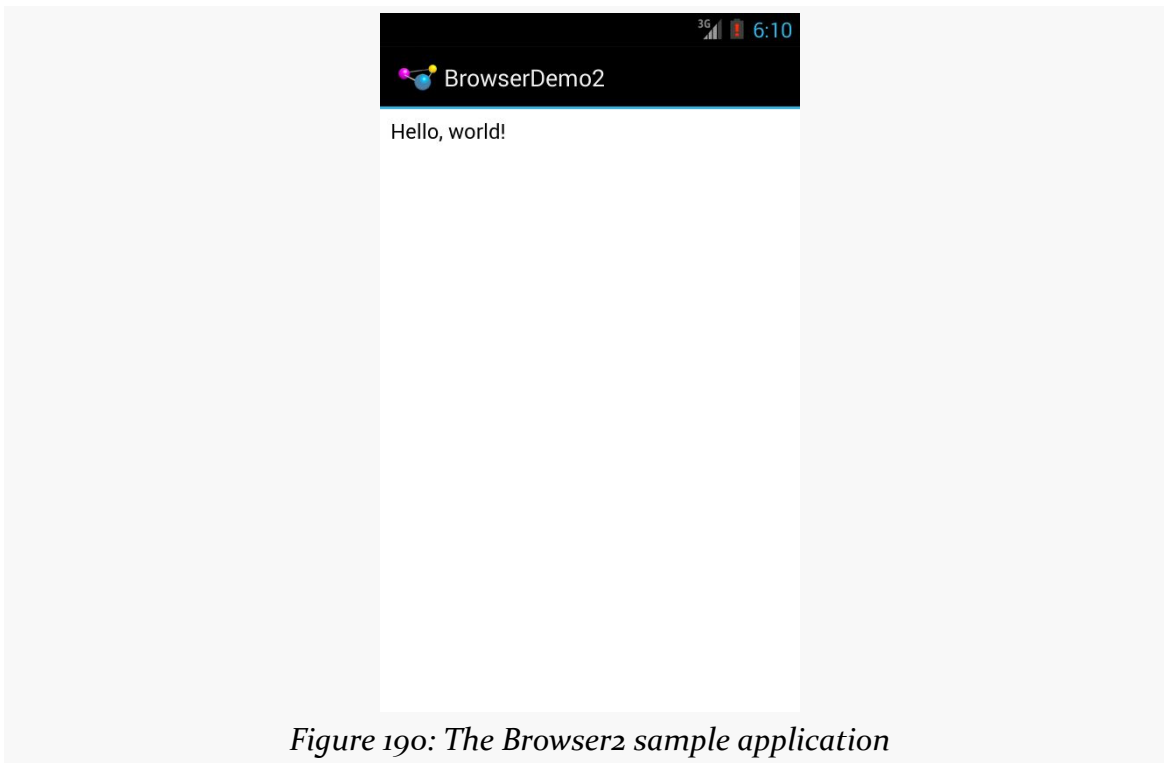 3G 6:10
BrowserDemo2
Hello, world!
Figure 190: The Browser2 sample application